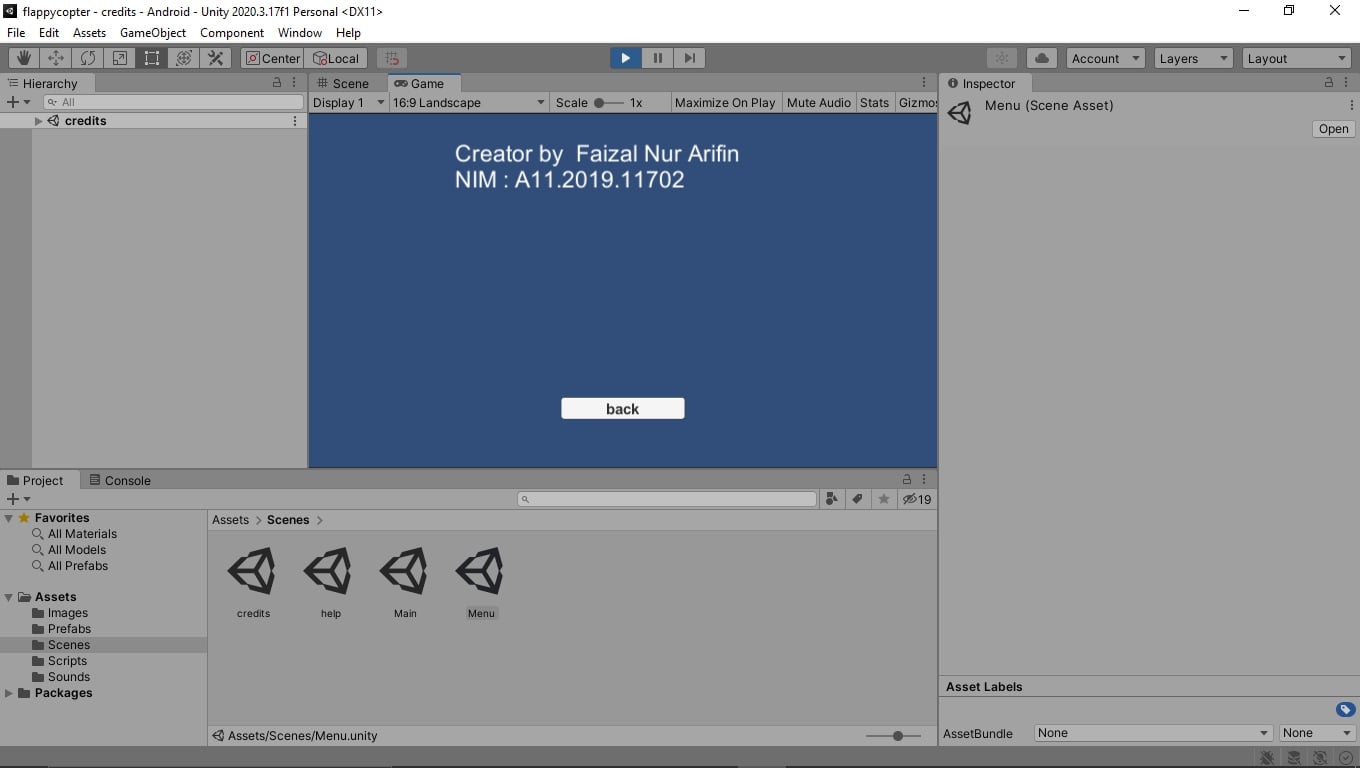 flappycopter - credits - Android - Unity 2020.3.17f1 Personal <DX11>
File Edit Assets GameObject Component Window Help
Center Local Account Layers Layout
Hierarchy Scene Game Inspector
All Display 1 16:9 Landscape Scale 1x Maximize On Play Mute Audio Stats Gizmos
Menu (Scene Asset)
credits
Open
Creator by  Faizal Nur Arifin
NIM : A11.2019.11702
back
Project Console
19
Favorites
All Materials
All Models
All Prefabs
Assets
Images
Prefabs
Scenes
Scripts
Sounds
Packages
Assets > Scenes >
credits help Main Menu
Assets/Scenes/Menu.unity
Asset Labels
AssetBundle None None